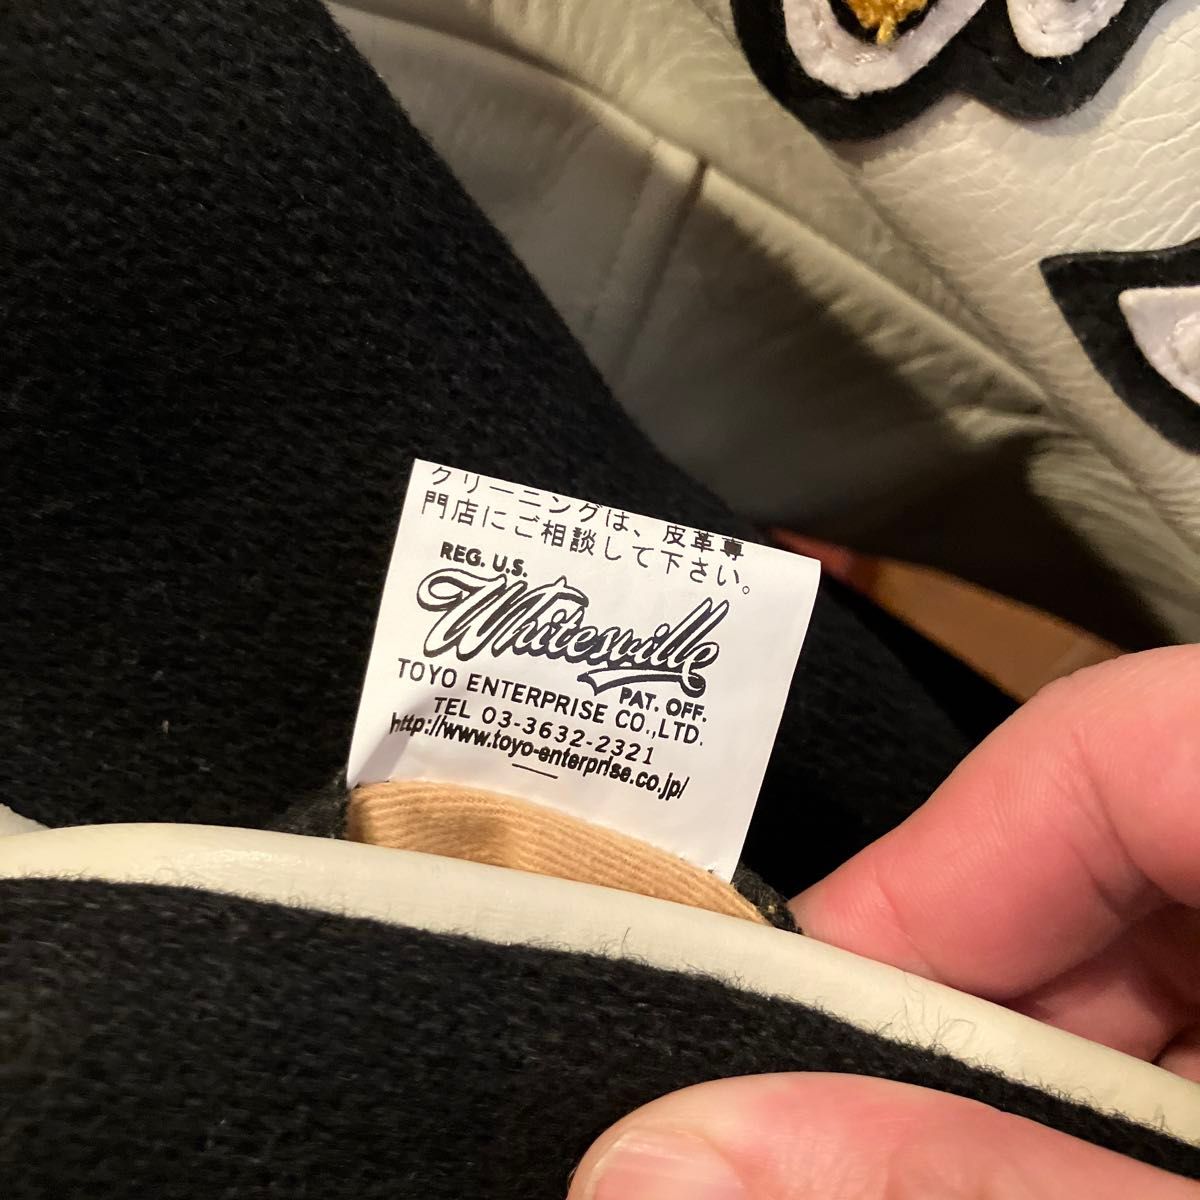 クリーニングは、皮革専
門店にご相談して下さい。
REG. U.S.
Whitesville
PAT. OFF.
TOYO ENTERPRISE CO.,LTD.
TEL 03-3632-2321
http://www.toyo-enterprise.co.jp/